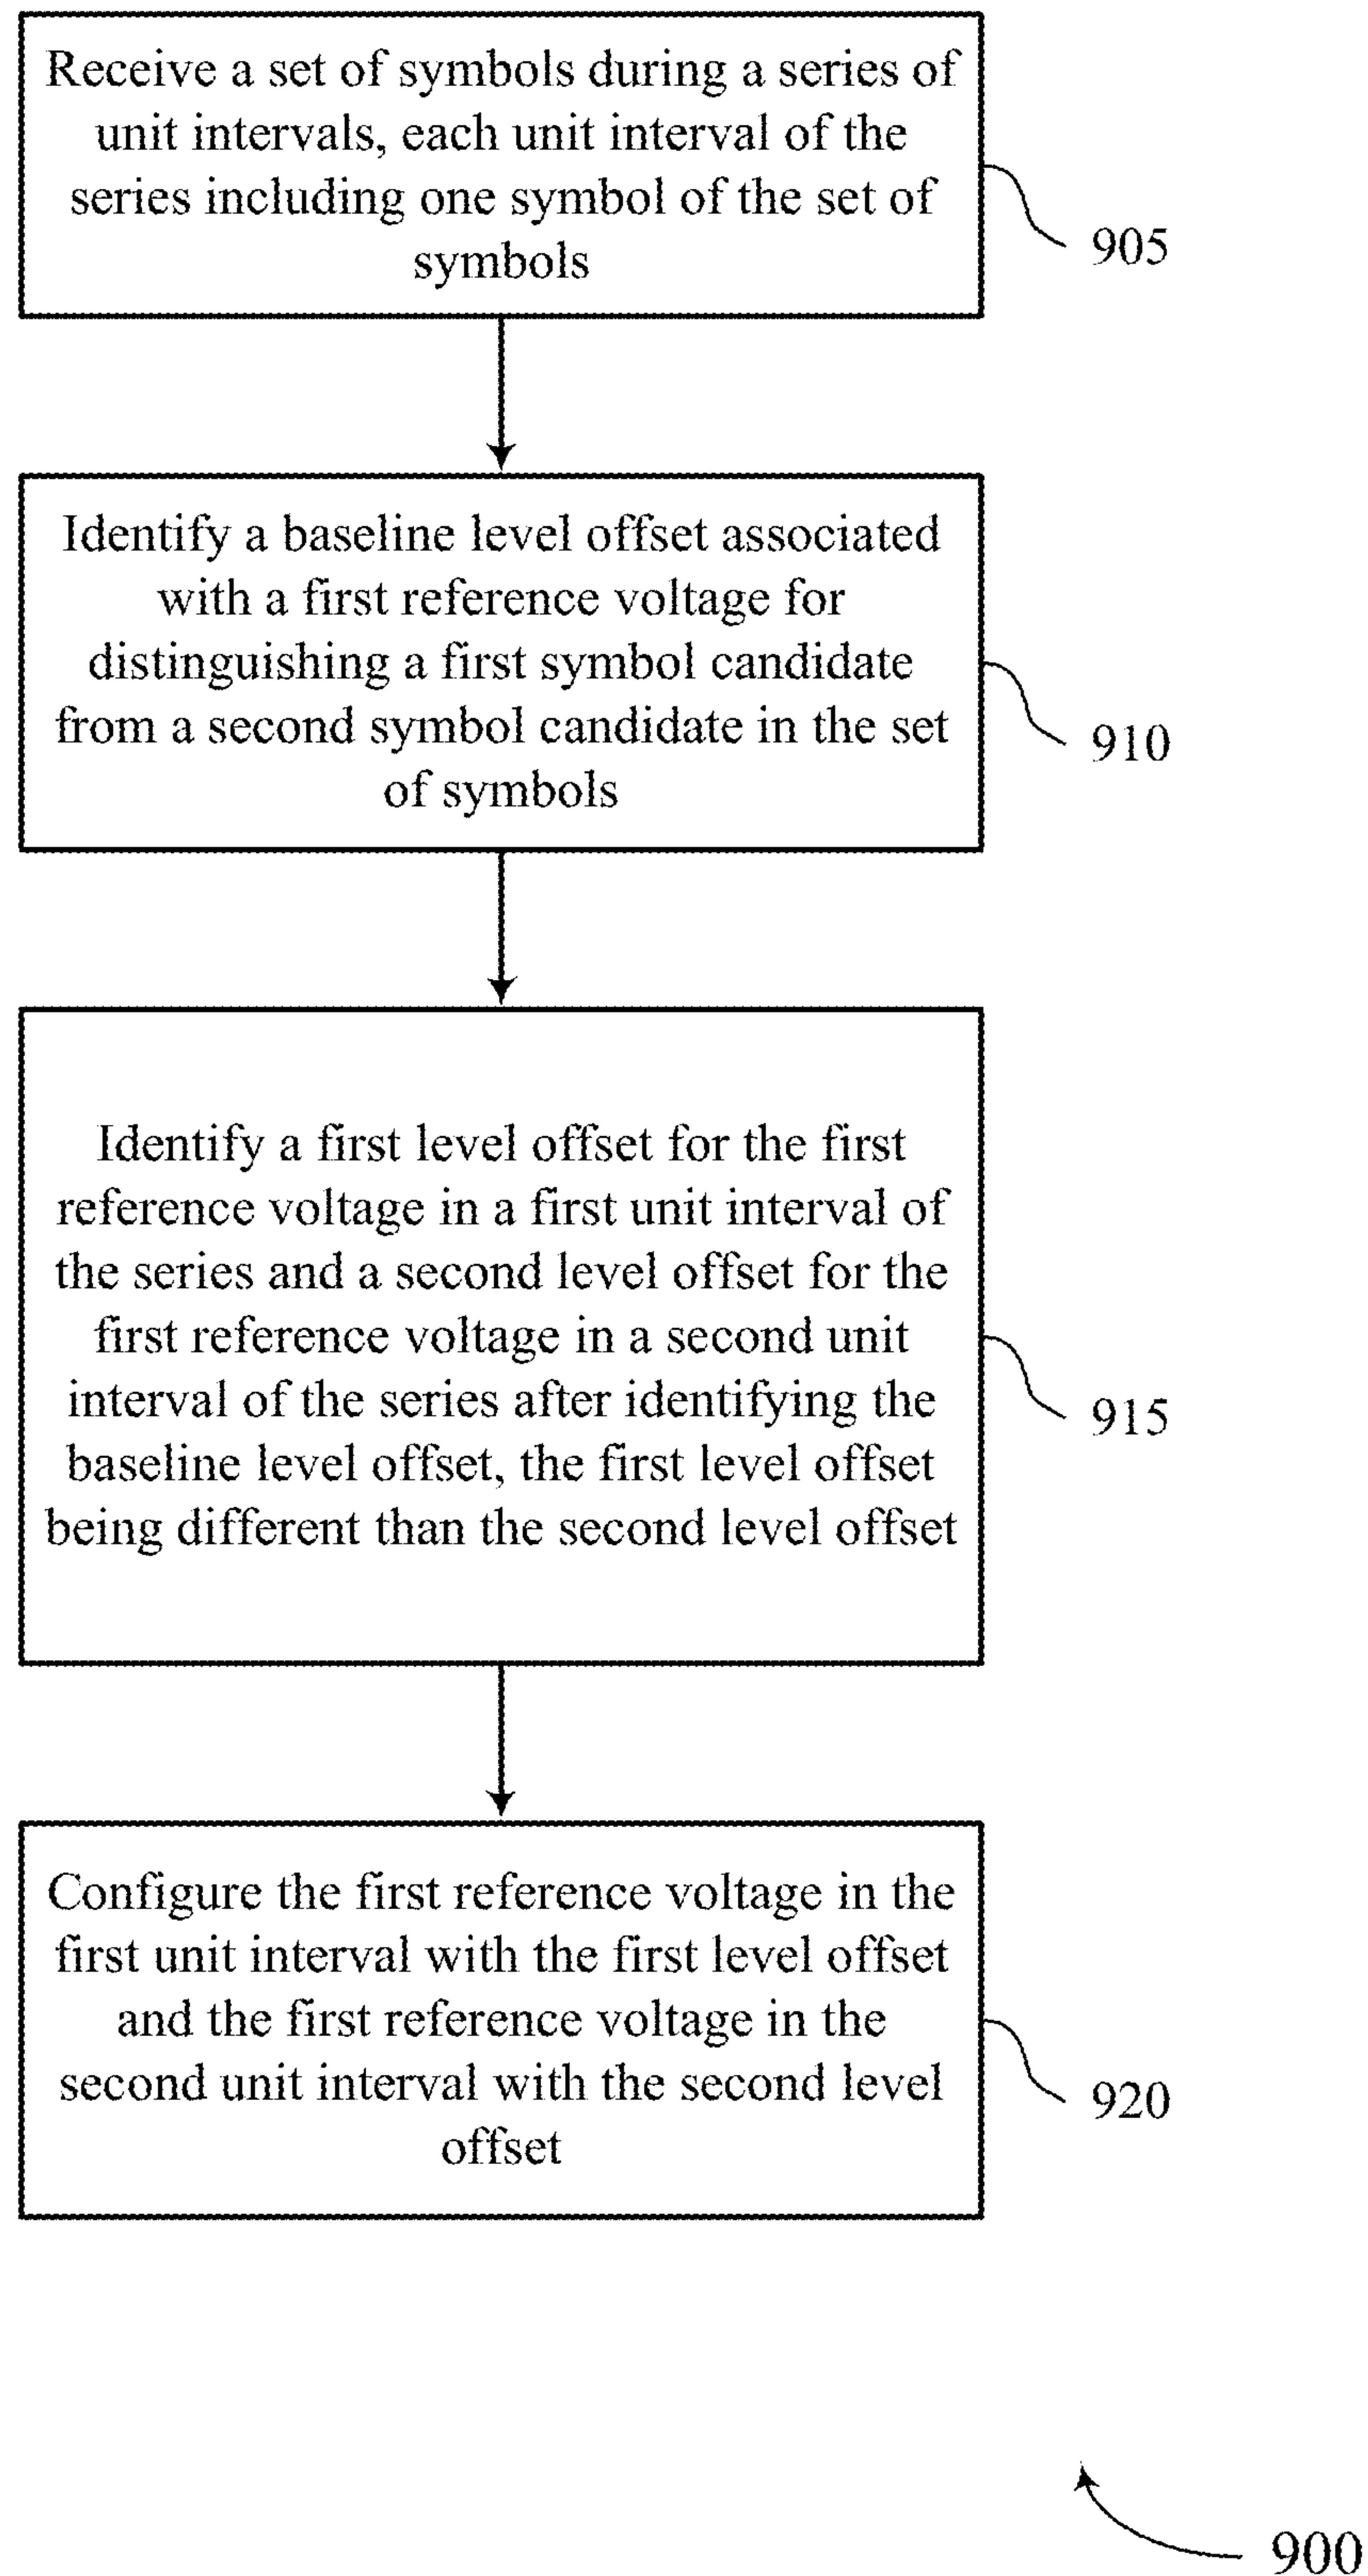 Receive a set of symbols during a series of
unit intervals, each unit interval of the
series including one symbol of the set of
symbols
905
Identify a baseline level offset associated
with a first reference voltage for
distinguishing a first symbol candidate
from a second symbol candidate in the set
of symbols
910
Identify a first level offset for the first
reference voltage in a first unit interval of
the series and a second level offset for the
first reference voltage in a second unit
interval of the series after identifying the
baseline level offset, the first level offset
being different than the second level offset
915
Configure the first reference voltage in the
first unit interval with the first level offset
and the first reference voltage in the
second unit interval with the second level
offset
920
900